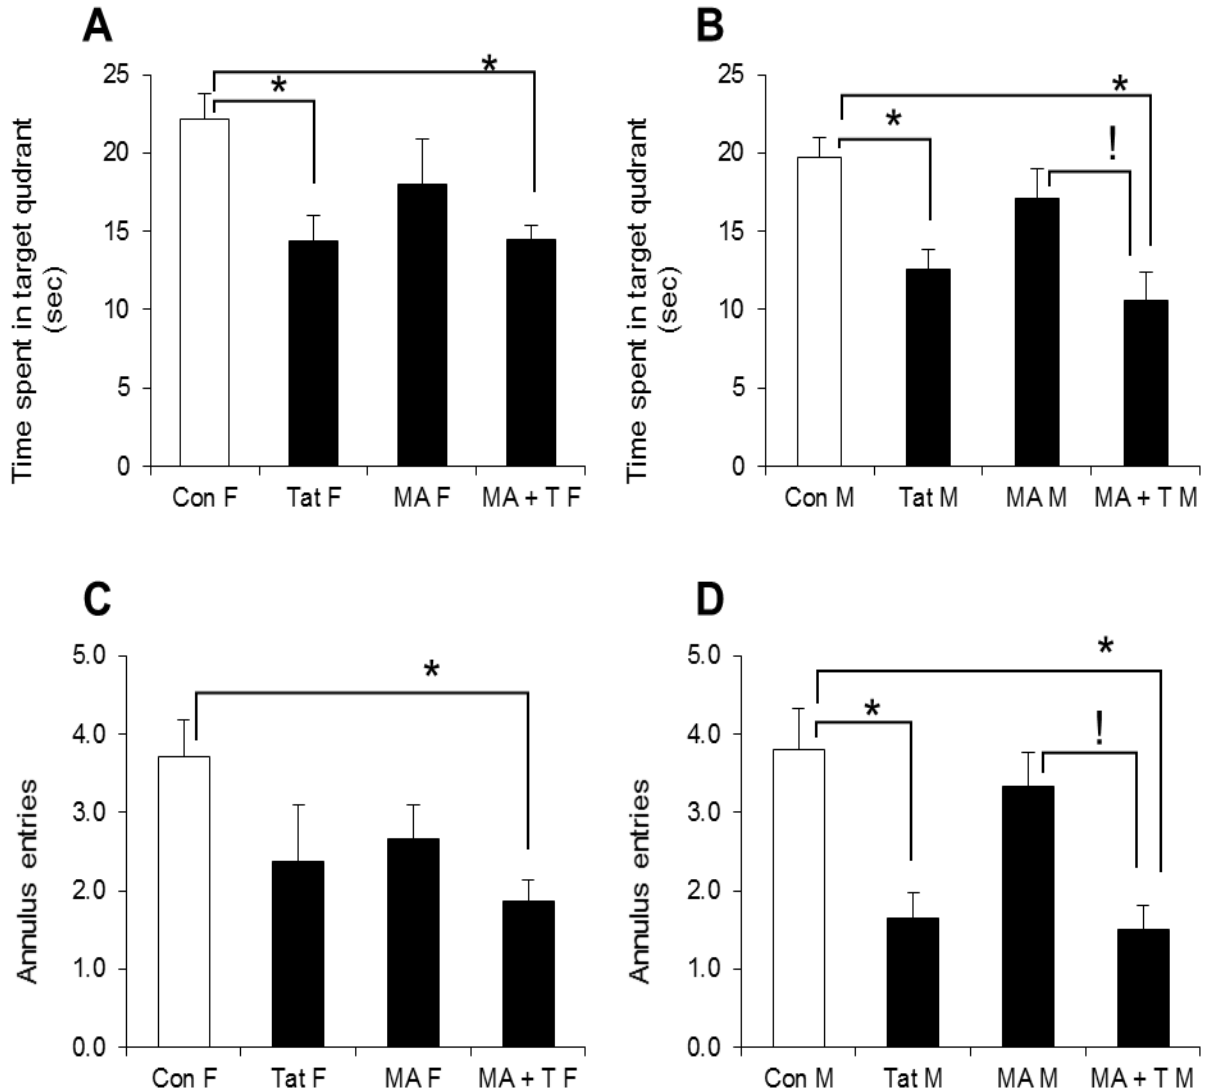 A
Time spent in target qudrant
(sec)
25
20
15
10
5
0
*
*
Con F
Tat F
MA F
MA + T F
B
Time spent in target qudrant
(sec)
25
20
15
10
5
0
*
*
!
Con M
Tat M
MA M
MA + T M
C
Annulus entries
5.0
4.0
3.0
2.0
1.0
0.0
*
Con F
Tat F
MA F
MA + T F
D
Annulus entries
5.0
4.0
3.0
2.0
1.0
0.0
*
*
!
Con M
Tat M
MA M
MA + T M